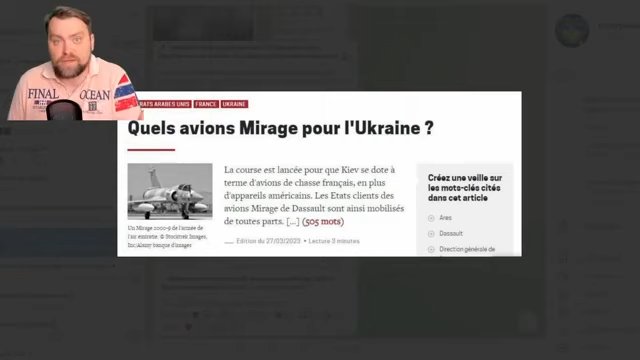 FINAL OCEAN
RATS ARABES UNIS FRANCE UKRAINE
Quels avions Mirage pour l'Ukraine ?
La course est lancée pour que Kiev se dote à
terme d'avions de chasse français, en plus
d'appareils américains. Les Etats clients des
avions Mirage de Dassault sont ainsi mobilisés
de toutes parts. [...] (505 mots)
Edition du 27/03/2023 • Lecture 3 minutes
Un Mirage 2000-9 de l'armée de
l'air émiratie. © Stocktrek Images,
Inc/Alamy banque d'images
Créez une veille sur
les mots-clés cités
dans cet article
Ares
Dassault
Direction générale de